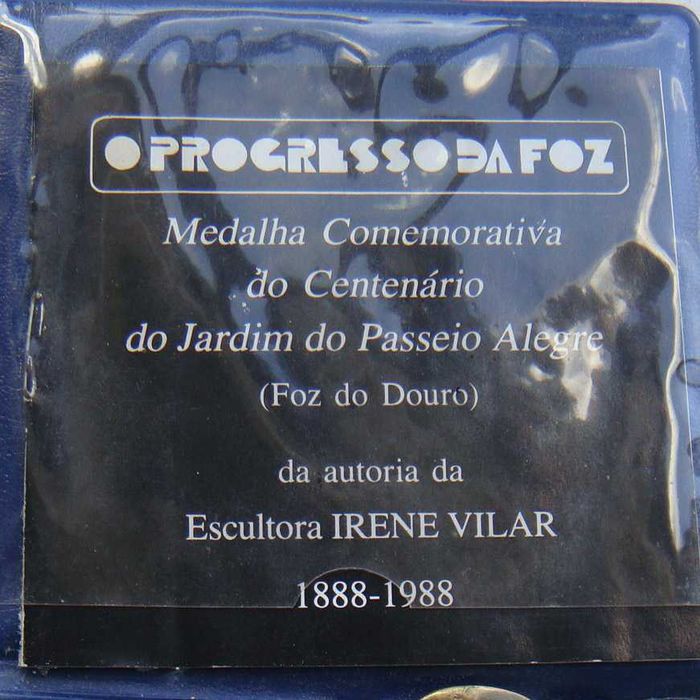 O PROGRESSO DA FOZ
Medalha Comemorativa
do Centenário
do Jardim do Passeio Alegre
(Foz do Douro)
da autoria da
Escultora IRENE VILAR
1888-1988